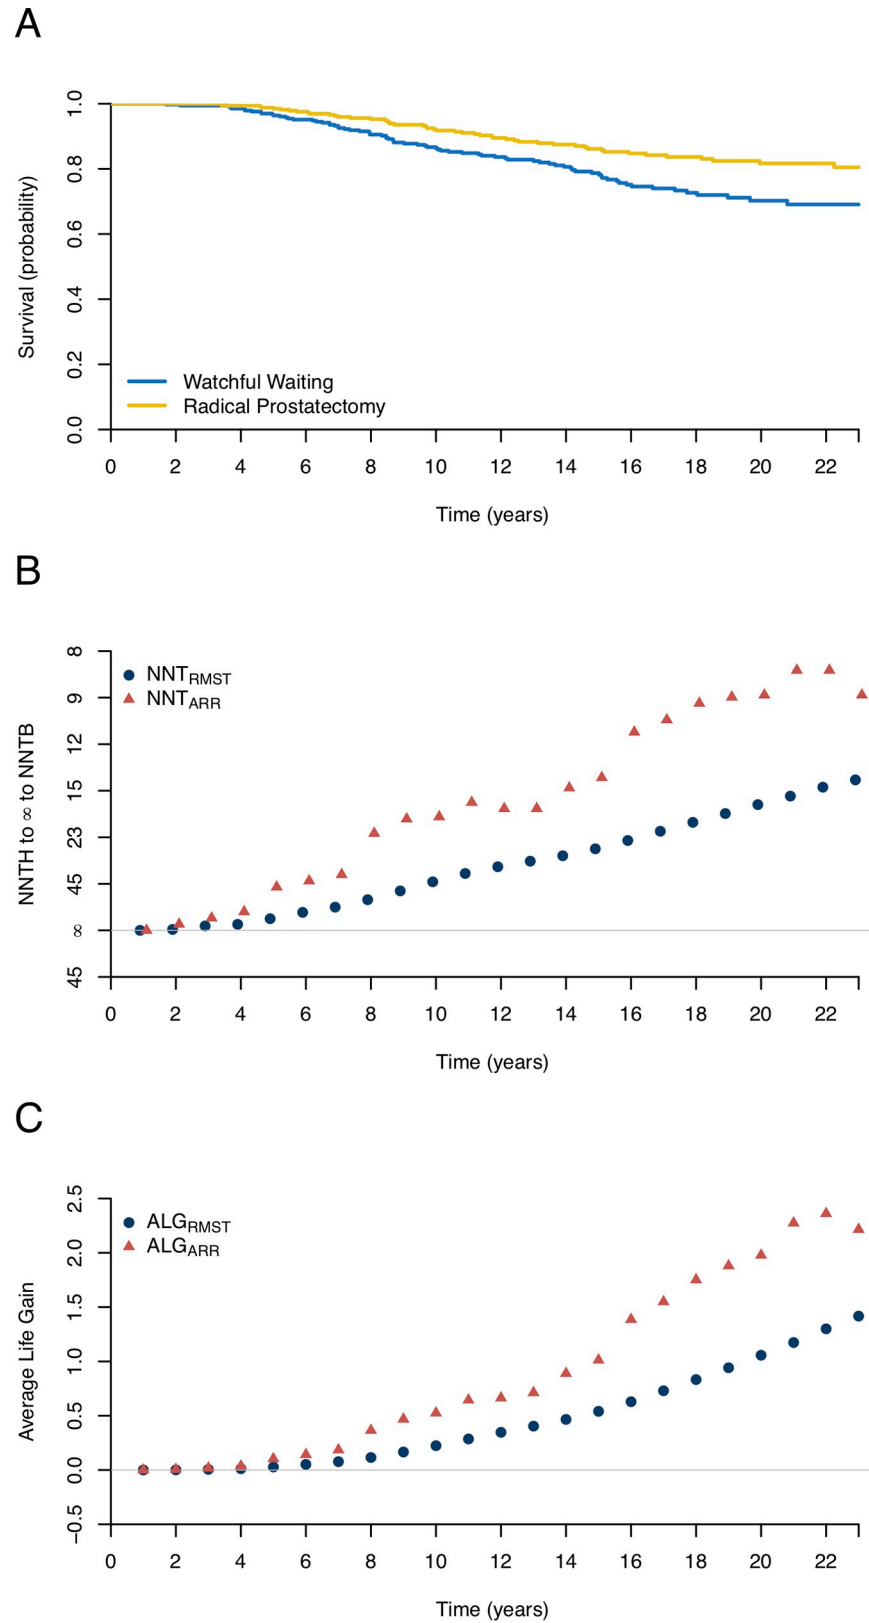 A
Survival (probability)
1.0
0.8
0.6
0.4
0.2
0.0
Watchful Waiting
Radical Prostatectomy
0 2 4 6 8 10 12 14 16 18 20 22
Time (years)
B
NNTH to ∞ to NNTB
8
9
12
15
23
45
∞
45
NNTRMST
NNTARR
0 2 4 6 8 10 12 14 16 18 20 22
Time (years)
C
Average Life Gain
2.5
2.0
1.5
1.0
0.5
0.0
−0.5
ALGRMST
ALGARR
0 2 4 6 8 10 12 14 16 18 20 22
Time (years)